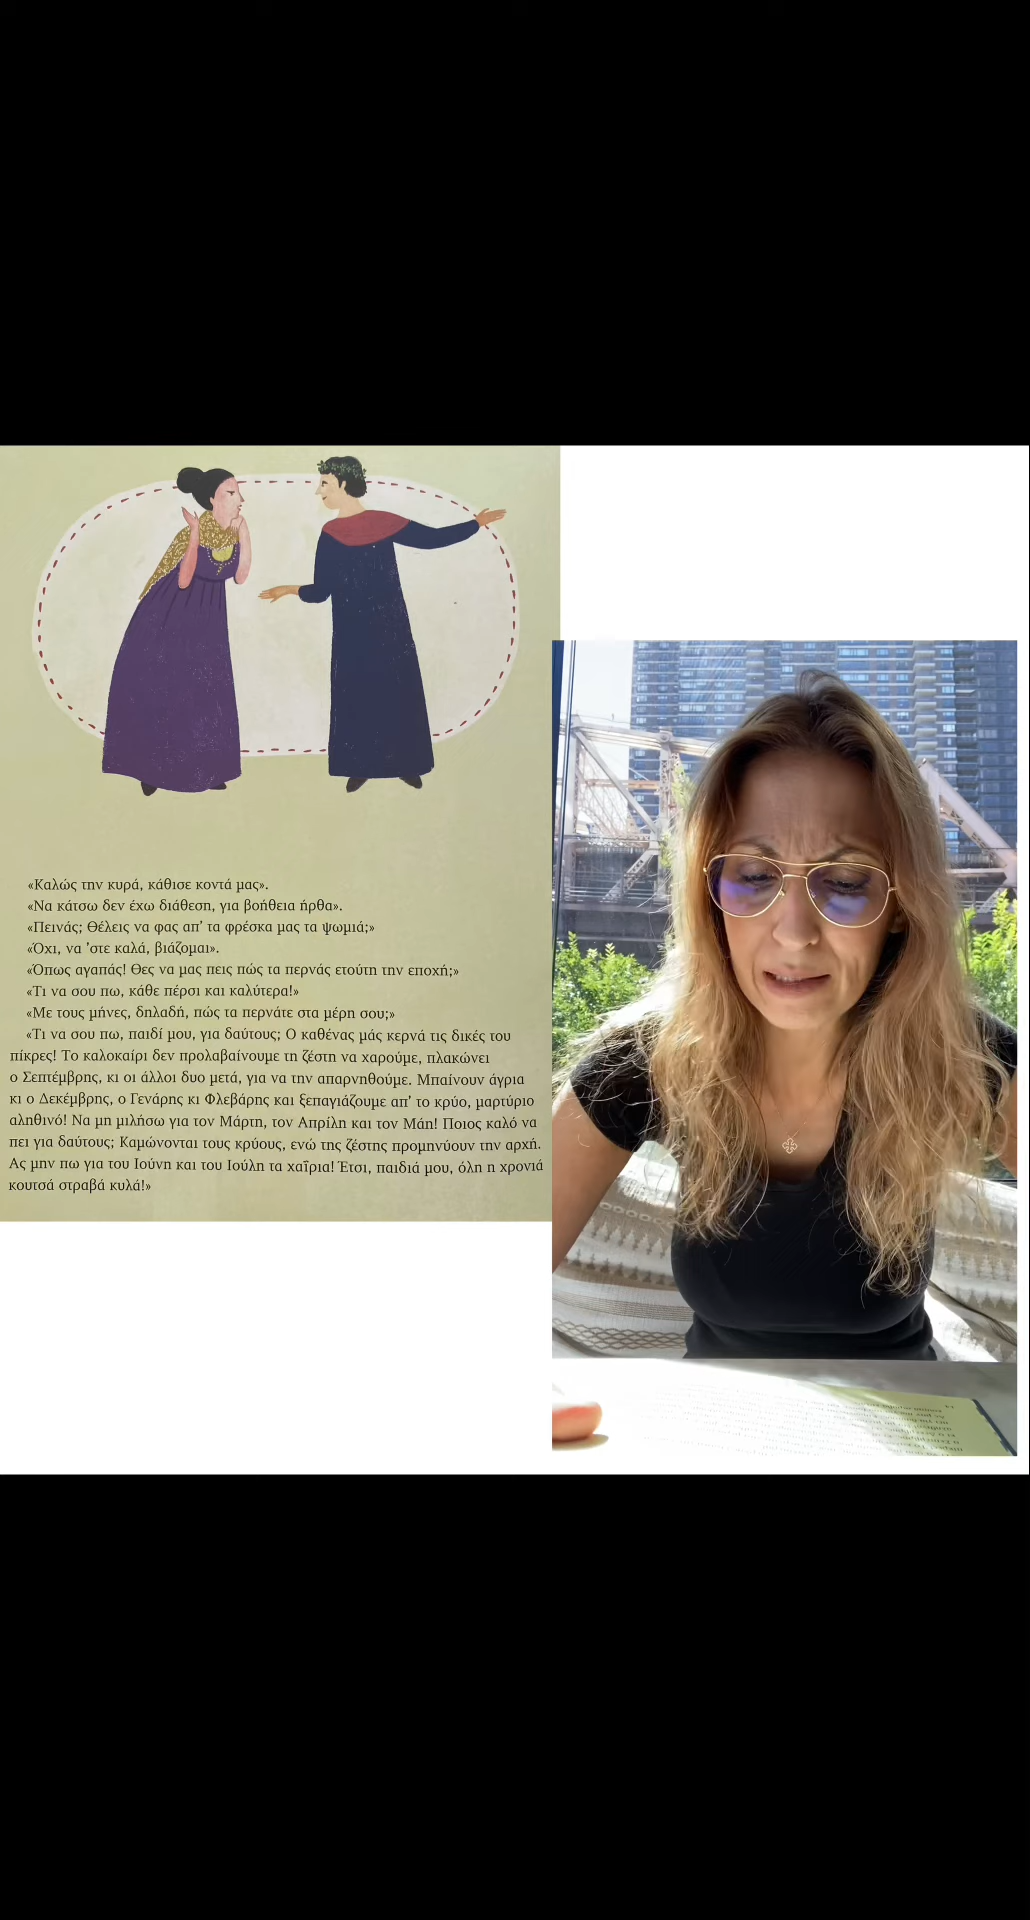 «Καλώς την κυρά, κάθισε κοντά μας».
«Να κάτσω δεν έχω διάθεση, για βοήθεια ήρθα».
«Πεινάς; Θέλεις να φας απ’ τα φρέσκα μας τα ψωμιά;»
«Όχι, να ’στε καλά, βιάζομαι».
«Όπως αγαπάς! Θες να μας πεις πώς τα περνάς ετούτη την εποχή;»
«Τι να σου πω, κάθε πέρσι και καλύτερα!»
«Με τους μήνες, δηλαδή, πώς τα περνάτε στα μέρη σου;»
«Τι να σου πω, παιδί μου, για δαύτους; Ο καθένας μάς κερνά τις δικές του
πίκρες! Το καλοκαίρι δεν προλαβαίνουμε τη ζέστη να χαρούμε, πλακώνει
ο Σεπτέμβρης, κι οι άλλοι δυο μετά, για να την απαρνηθούμε. Μπαίνουν άγρια
κι ο Δεκέμβρης, ο Γενάρης κι Φλεβάρης και ξεπαγιάζουμε απ’ το κρύο, μαρτύριο
αληθινό! Να μη μιλήσω για τον Μάρτη, τον Απρίλη και τον Μάη! Ποιος καλό να
πει για δαύτους; Καμώνονται τους κρύους, ενώ της ζέστης προμηνύουν την αρχή.
Ας μην πω για του Ιούνη και του Ιούλη τα χαΐρια! Έτσι, παιδιά μου, όλη η χρονιά
κουτσά στραβά κυλά!»